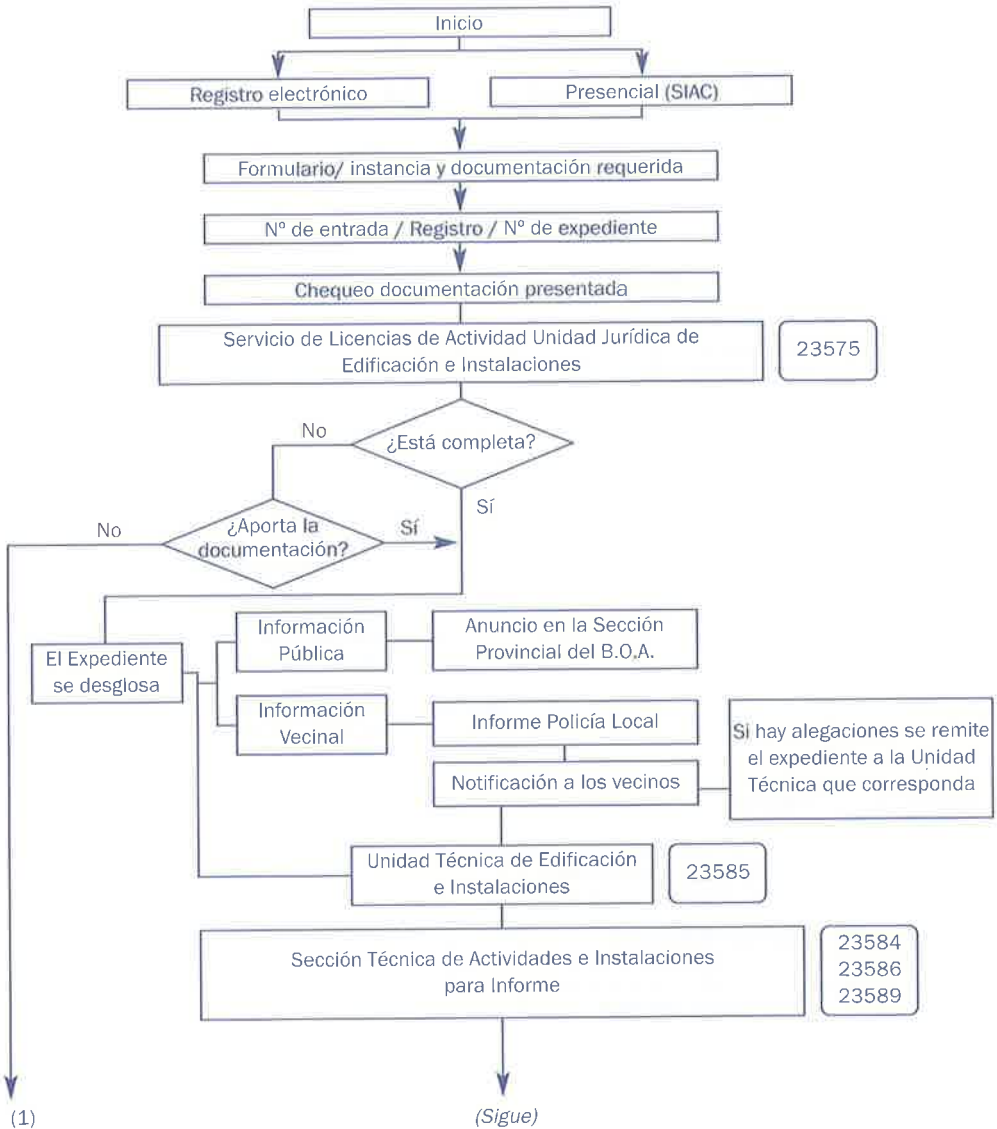 Inicio
Registro electrónico
Presencial (SIAC)
Formulario/ instancia y documentación requerida
Nº de entrada / Registro / Nº de expediente
Chequeo documentación presentada
Servicio de Licencias de Actividad Unidad Jurídica de
Edificación e Instalaciones
23575
¿Está completa?
No
Sí
¿Aporta la
documentación?
No
Sí
El Expediente
se desglosa
Información
Pública
Anuncio en la Sección
Provincial del B.O.A.
Información
Vecinal
Informe Policía Local
Notificación a los vecinos
Si hay alegaciones se remite
el expediente a la Unidad
Técnica que corresponda
Unidad Técnica de Edificación
e Instalaciones
23585
Sección Técnica de Actividades e Instalaciones
para Informe
23584
23586
23589
(1)
(Sigue)